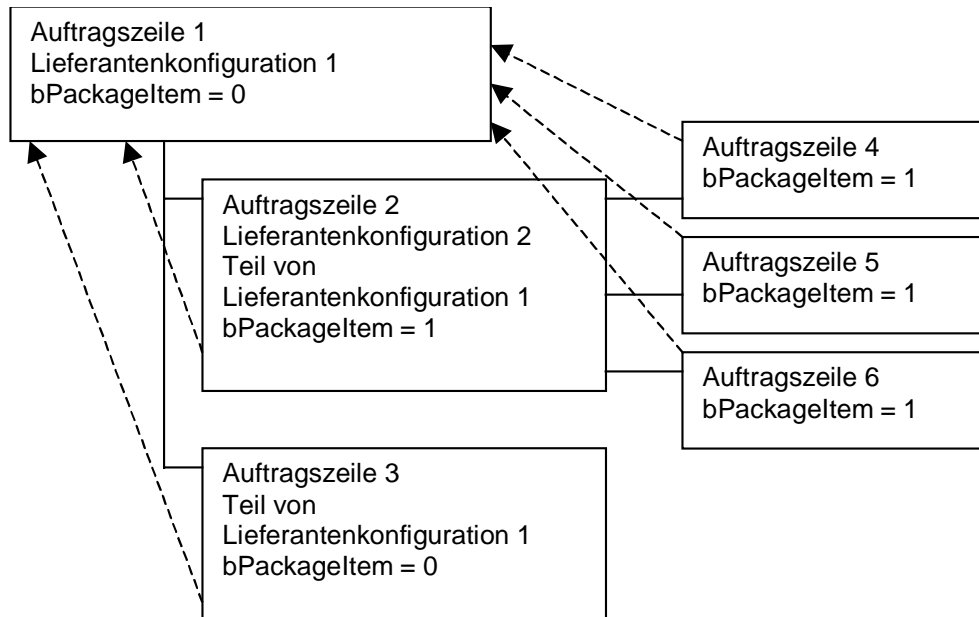 Auftragszeile 1
Lieferantenkonfiguration 1
bPackageItem = 0
Auftragszeile 2
Lieferantenkonfiguration 2
Teil von
Lieferantenkonfiguration 1
bPackageItem = 1
Auftragszeile 3
Teil von
Lieferantenkonfiguration 1
bPackageItem = 0
Auftragszeile 4
bPackageItem = 1
Auftragszeile 5
bPackageItem = 1
Auftragszeile 6
bPackageItem = 1